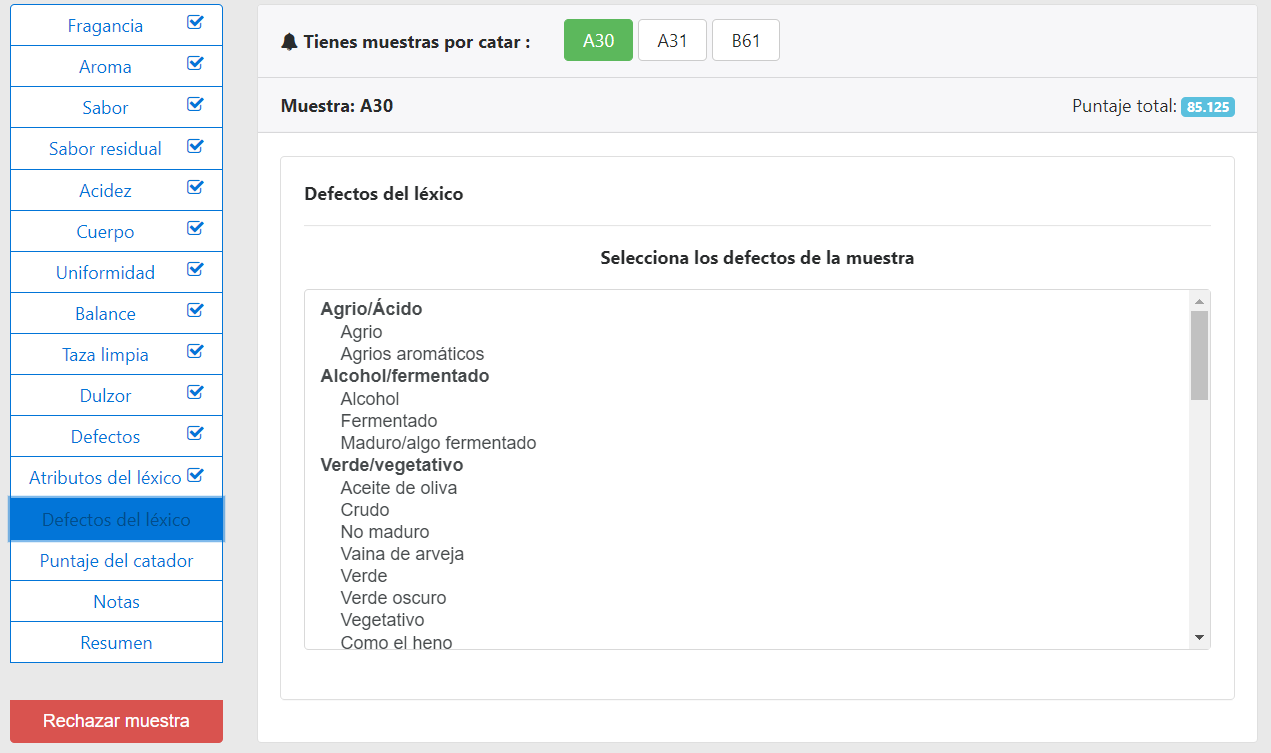 Fragancia
Aroma
Sabor
Sabor residual
Acidez
Cuerpo
Uniformidad
Balance
Taza limpia
Dulzor
Defectos
Atributos del léxico
Defectos del léxico
Puntaje del catador
Notas
Resumen
Rechazar muestra
Tienes muestras por catar : A30 A31 B61
Muestra: A30 Puntaje total: 85.125
Defectos del léxico
Selecciona los defectos de la muestra
Agrio/Ácido
Agrio
Agrios aromáticos
Alcohol/fermentado
Alcohol
Fermentado
Maduro/algo fermentado
Verde/vegetativo
Aceite de oliva
Crudo
No maduro
Vaina de arveja
Verde
Verde oscuro
Vegetativo
Como el heno